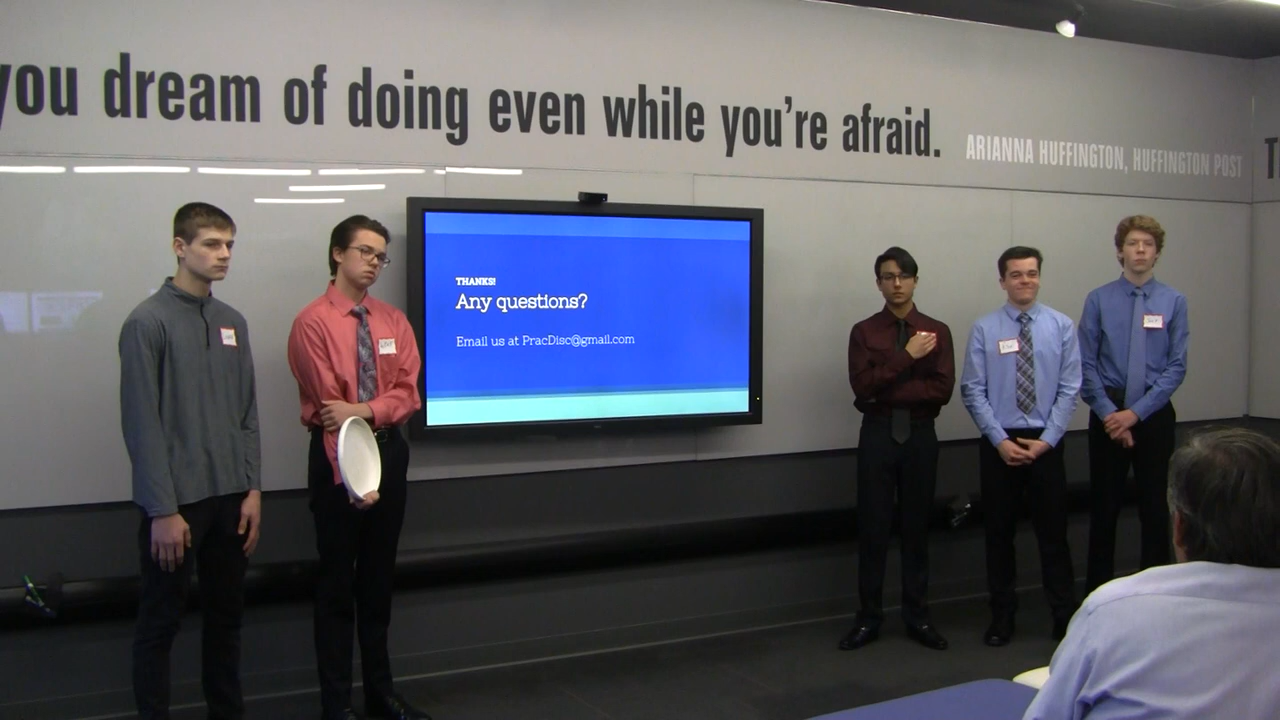 you dream of doing even while you're afraid.
ARIANNA HUFFINGTON, HUFFINGTON POST
THANKS!
Any questions?
Email us at PracDisc@gmail.com